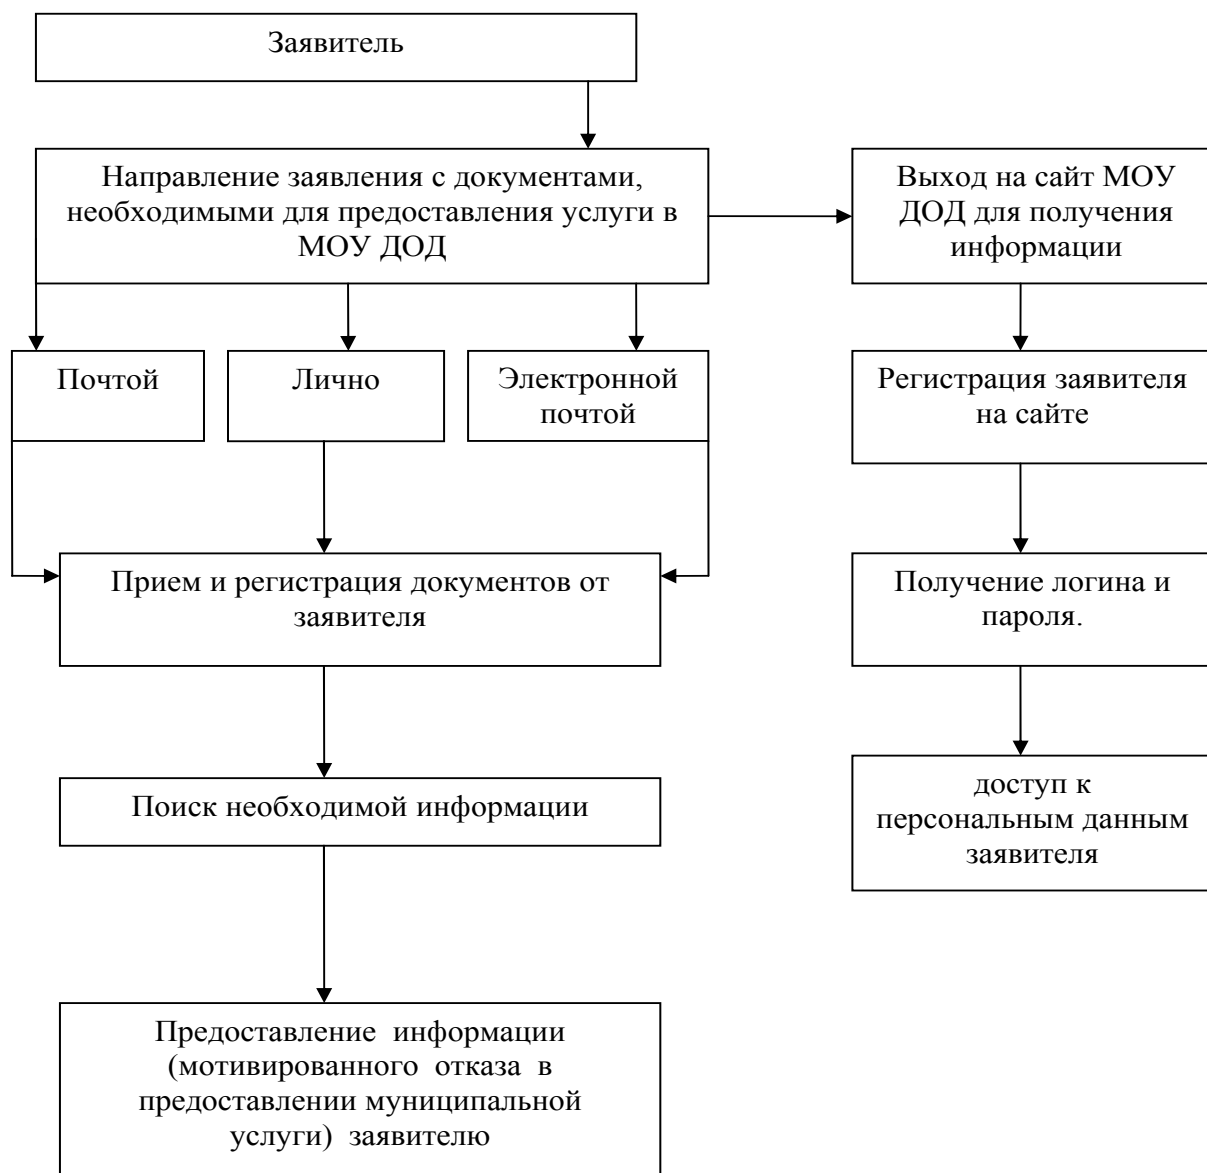 Заявитель
Направление заявления с документами,
необходимыми для предоставления услуги в
МОУ ДОД
Выход на сайт МОУ
ДОД для получения
информации
Почтой
Лично
Электронной
почтой
Регистрация заявителя
на сайте
Прием и регистрация документов от
заявителя
Получение логина и
пароля.
Поиск необходимой информации
доступ к
персональным данным
заявителя
Предоставление информации
(мотивированного отказа в
предоставлении муниципальной
услуги) заявителю